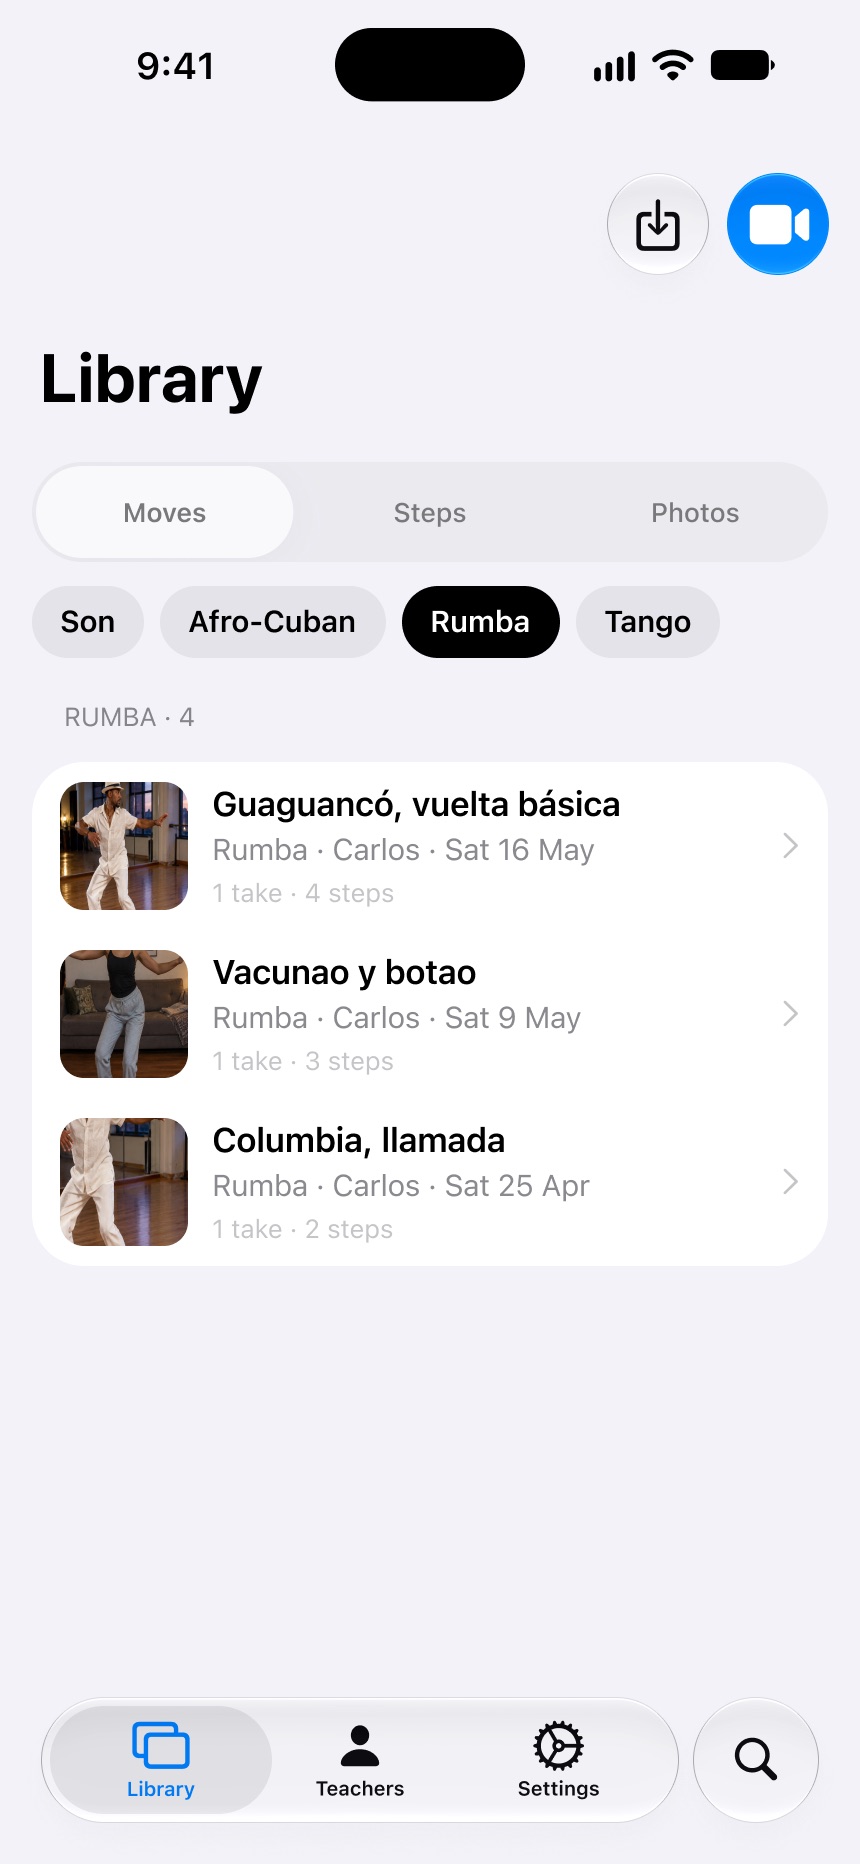 9:41
Library
Moves
Steps
Photos
Son
Afro-Cuban
Rumba
Tango
RUMBA · 4
Guaguancó, vuelta básica
Rumba · Carlos · Sat 16 May
1 take · 4 steps
Vacunao y botao
Rumba · Carlos · Sat 9 May
1 take · 3 steps
Columbia, llamada
Rumba · Carlos · Sat 25 Apr
1 take · 2 steps
Library
Teachers
Settings